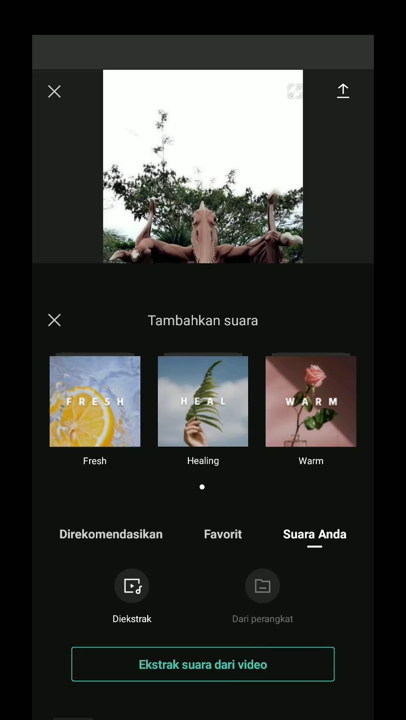 Tambahkan suara
FRESH
HEAL
WARM
Fresh
Healing
Warm
Direkomendasikan
Favorit
Suara Anda
Diekstrak
Dari perangkat
Ekstrak suara dari video